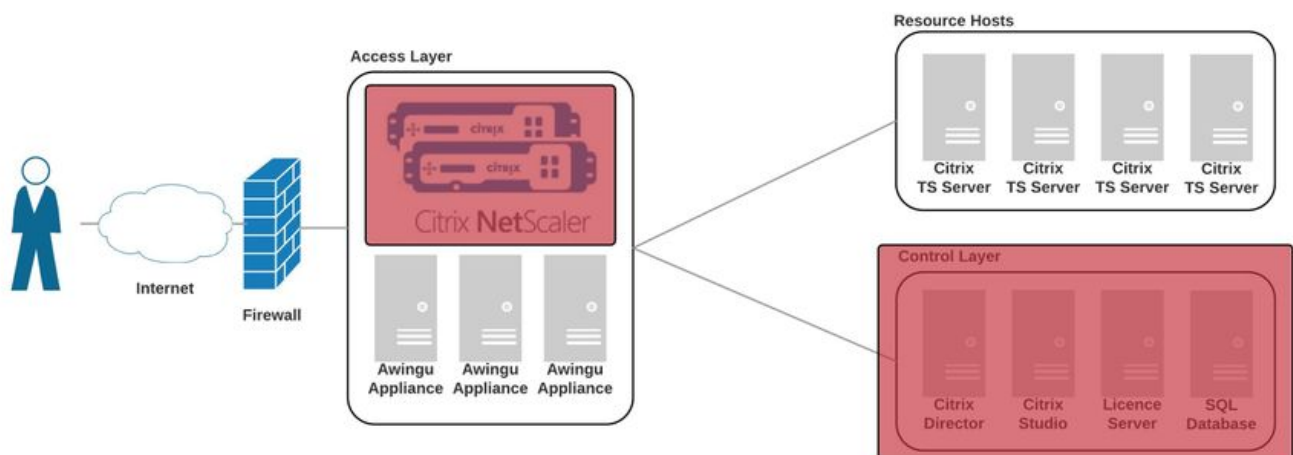 Resource Hosts
Access Layer
citrix
citrix
Citrix NetScaler
Citrix
TS Server
Citrix
TS Server
Citrix
TS Server
Citrix
TS Server
Internet
Firewall
Awingu
Appliance
Awingu
Appliance
Awingu
Appliance
Control Layer
Citrix
Director
Citrix
Studio
Licence
Server
SQL
Database